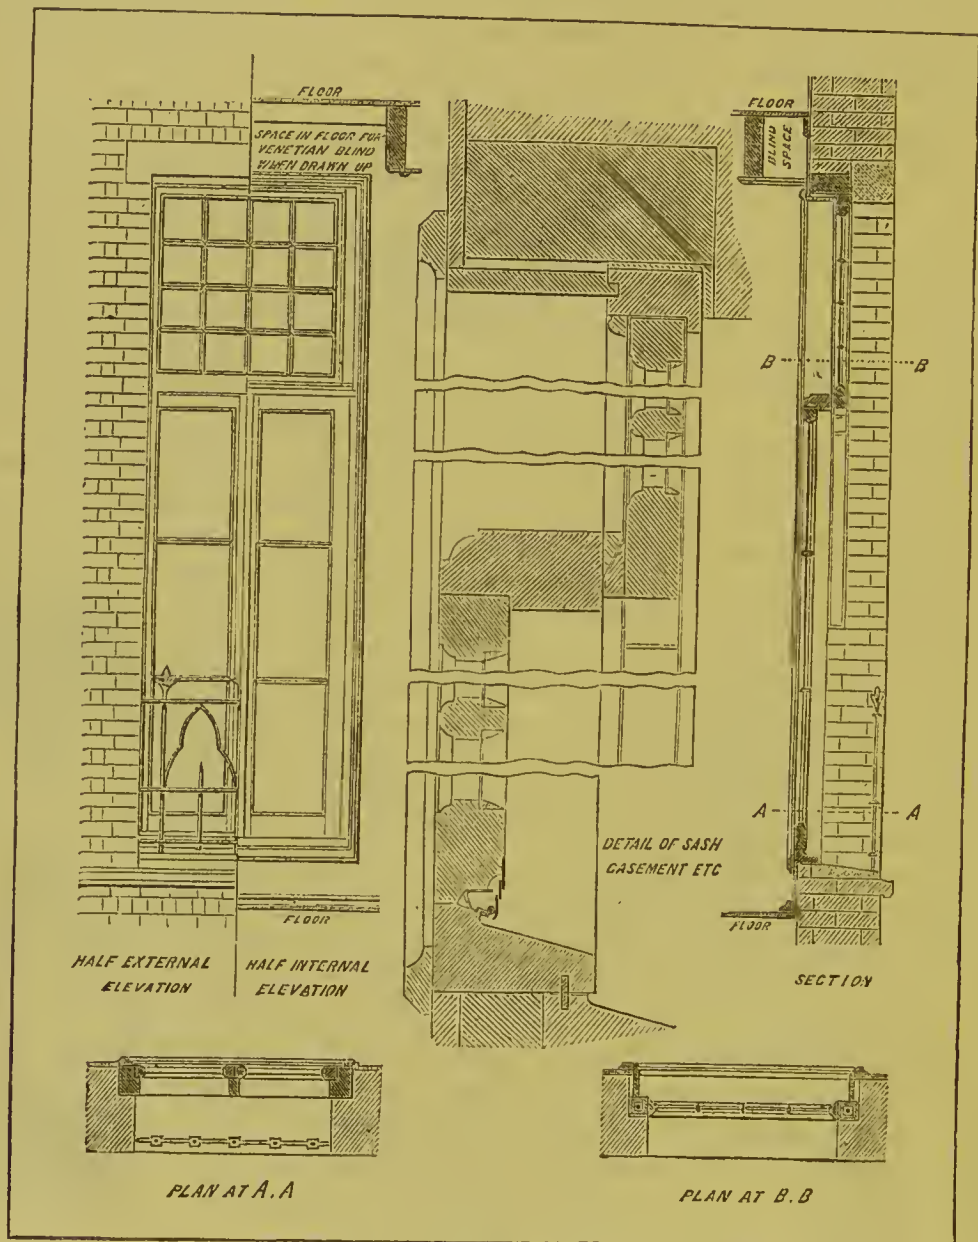 FLOOR
SPACE IN FLOOR FOR
VENETIAN BLIND
WHEN DRAWN UP
FLOOR
BLIND
SPACE
B
B
A
A
DETAIL OF SASH
CASEMENT ETC
FLOOR
FLOOR
HALF EXTERNAL
ELEVATION
HALF INTERNAL
ELEVATION
SECTION
PLAN AT A.A
PLAN AT B.B